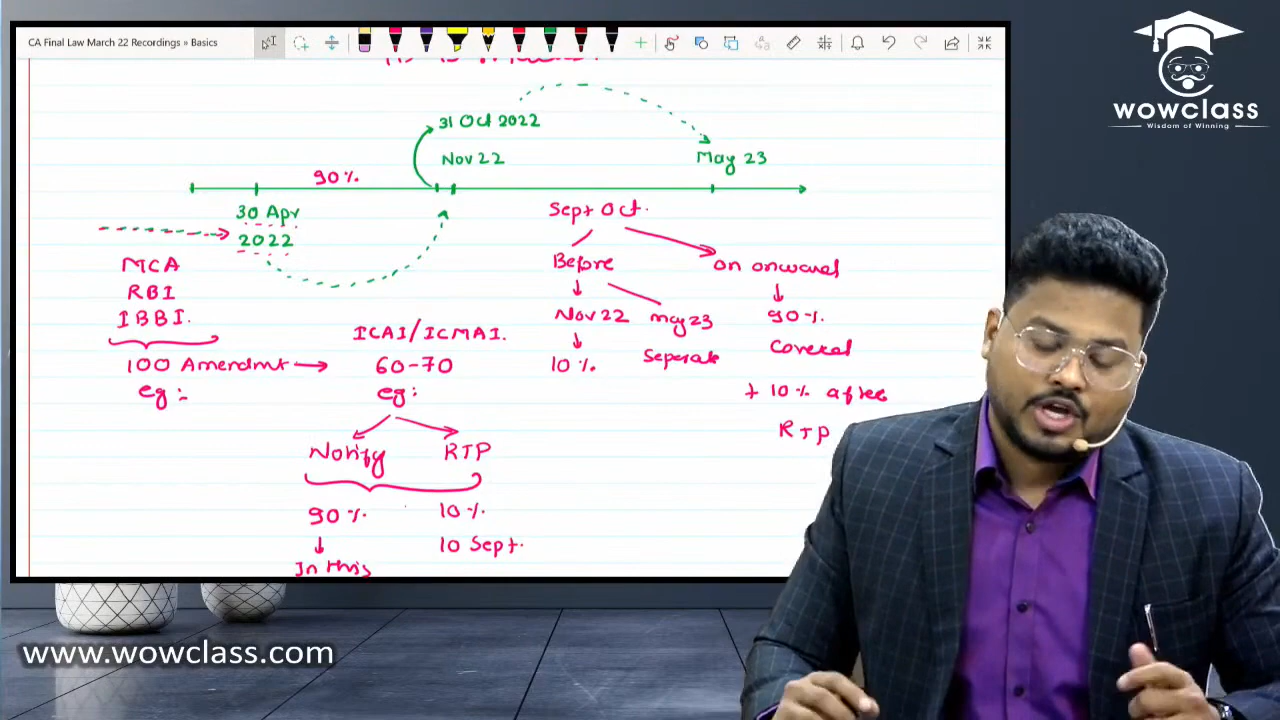 CA Final Law March 22 Recordings » Basics
wowclass
Wisdom of Winning
31 Oct 2022
Nov 22
May 23
90%
30 Apr
2022
MCA
RBI
IBBI.
100 Amendmt
eg:-
ICAI/ICMAI.
60-70
eg:
Notify
RTP
90%
10%
10 Sept.
In this
Sept Oct.
Before
on onward
Nov 22
may 23
90%
10%
Seperate
Covered
+ 10% after
RTP
www.wowclass.com